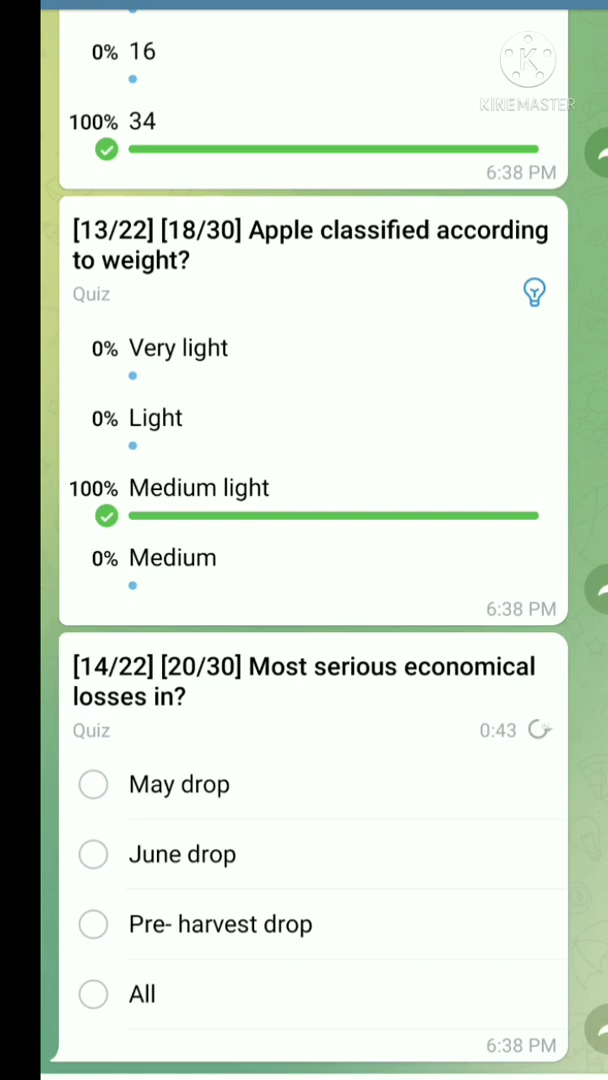 0% 16
K
KINEMASTER
100% 34
6:38 PM
[13/22] [18/30] Apple classified according
to weight?
Quiz
0% Very light
0% Light
100% Medium light
0% Medium
6:38 PM
[14/22] [20/30] Most serious economical
losses in?
Quiz
0:43
May drop
June drop
Pre- harvest drop
All
6:38 PM